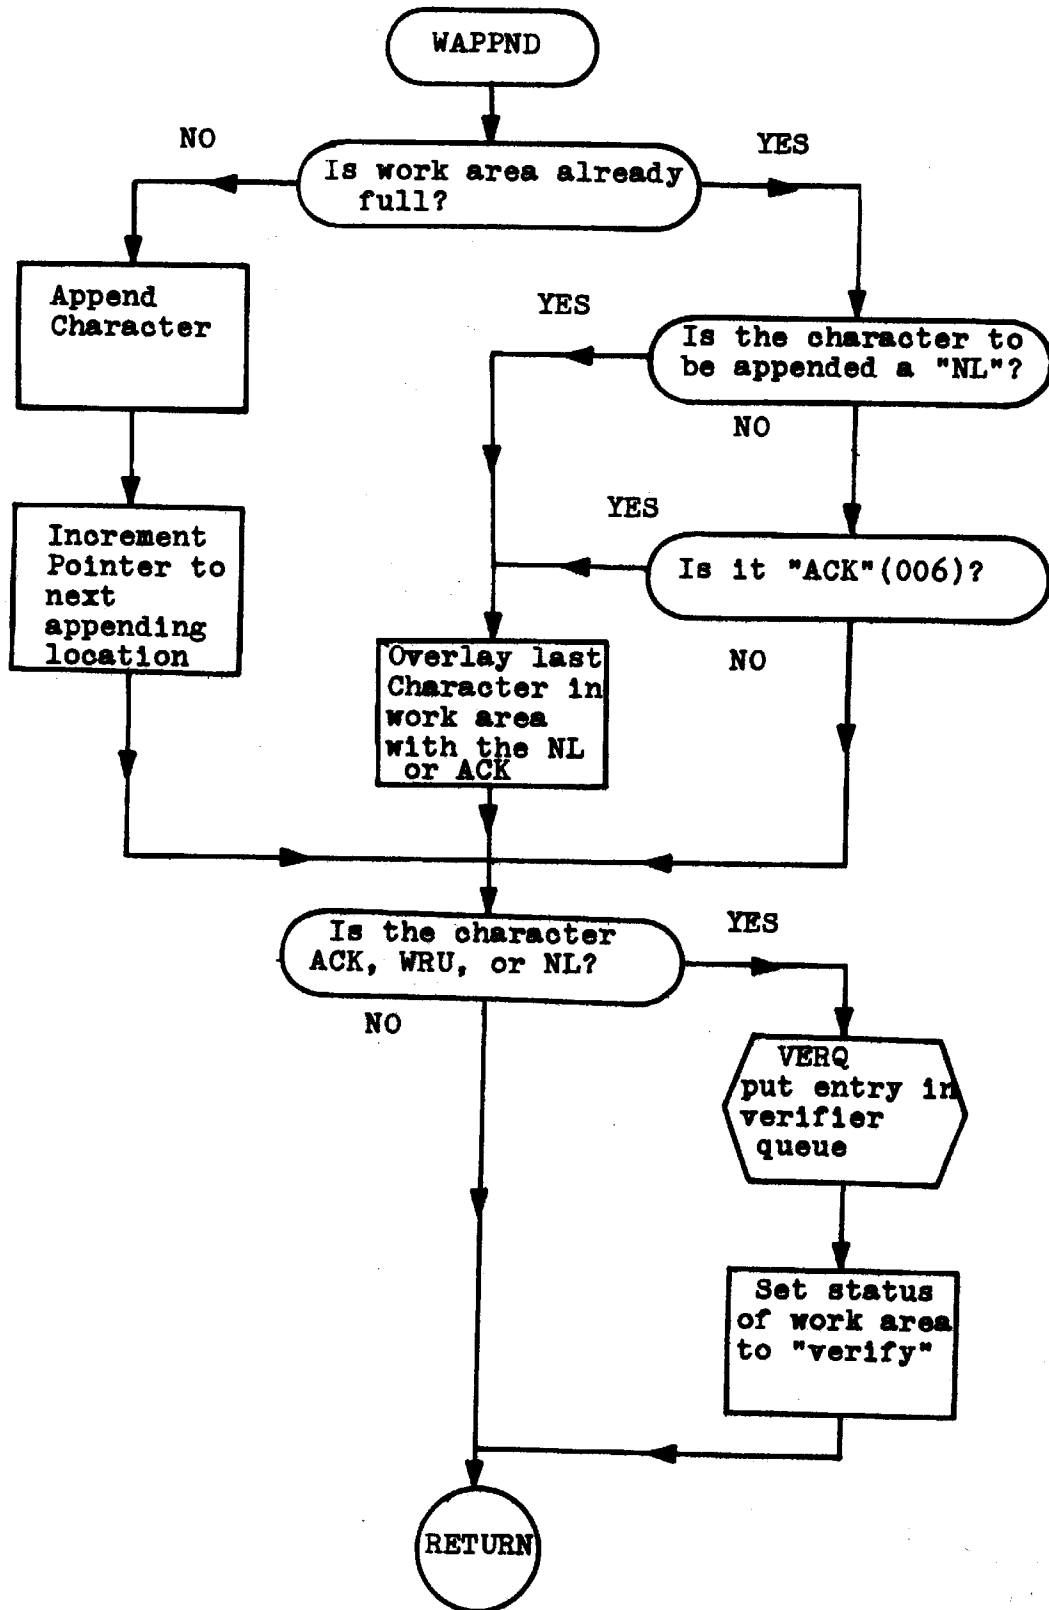 WAPPND
NO
YES
Is work area already
full?
Append
Character
YES
Is the character to
be appended a "NL"?
NO
Increment
Pointer to
next
appending
location
YES
Is it "ACK"(006)?
NO
Overlay last
Character in
work area
with the NL
or ACK
Is the character
ACK, WRU, or NL?
YES
NO
VERQ
put entry in
verifier
queue
Set status
of work area
to "verify"
RETURN